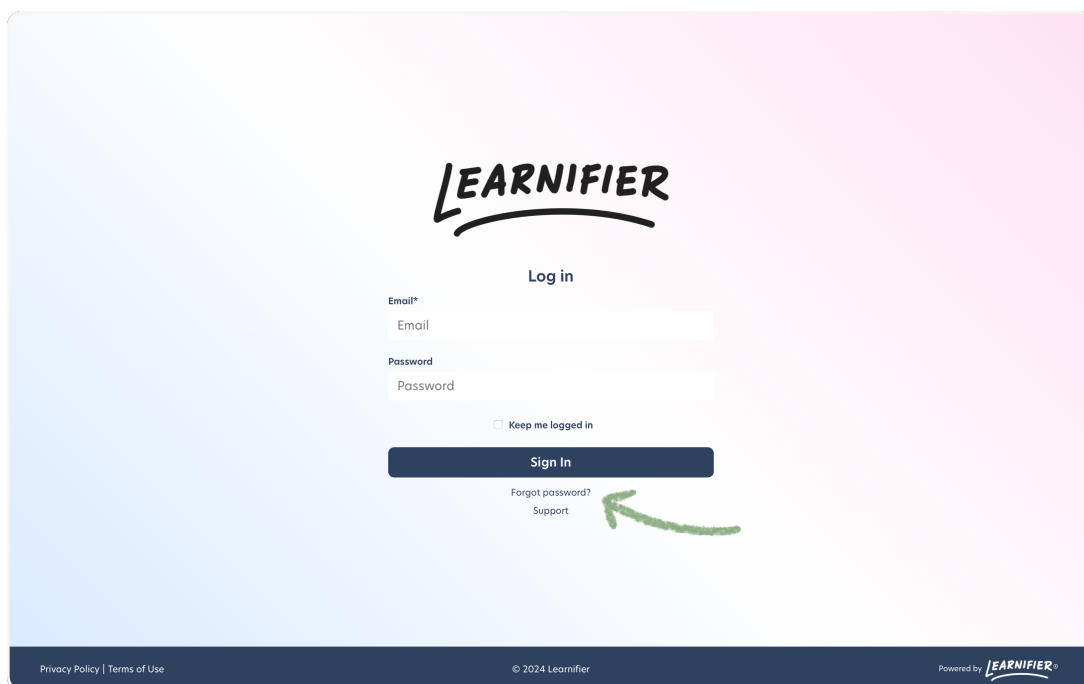 LEARNIFIER
Log in
Email*
Email
Password
Password
Keep me logged in
Sign In
Forgot password?
Support
Privacy Policy | Terms of Use
© 2024 Learnifier
Powered by LEARNIFIER®